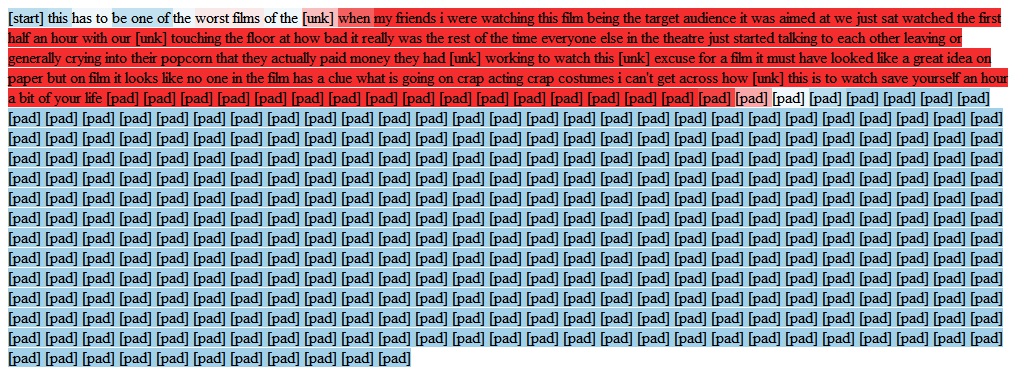 [start] this has to be one of the worst films of the [unk] when my friends i were watching this film being the target audience it was aimed at we just sat watched the first
half an hour with our [unk] touching the floor at how bad it really was the rest of the time everyone else in the theatre just started talking to each other leaving or
generally crying into their popcorn that they actually paid money they had [unk] working to watch this [unk] excuse for a film it must have looked like a great idea on
paper but on film it looks like no one in the film has a clue what is going on crap acting crap costumes i can't get across how [unk] this is to watch save yourself an hour
a bit of your life [pad] [pad] [pad] [pad] [pad] [pad] [pad] [pad] [pad] [pad] [pad] [pad] [pad] [pad] [pad] [pad] [pad] [pad] [pad] [pad] [pad] [pad] [pad] [pad]
[pad] [pad] [pad] [pad] [pad] [pad] [pad] [pad] [pad] [pad] [pad] [pad] [pad] [pad] [pad] [pad] [pad] [pad] [pad] [pad] [pad] [pad] [pad] [pad] [pad] [pad] [pad]
[pad] [pad] [pad] [pad] [pad] [pad] [pad] [pad] [pad] [pad] [pad] [pad] [pad] [pad] [pad] [pad] [pad] [pad] [pad] [pad] [pad] [pad] [pad] [pad] [pad] [pad] [pad]
[pad] [pad] [pad] [pad] [pad] [pad] [pad] [pad] [pad] [pad] [pad] [pad] [pad] [pad] [pad] [pad] [pad] [pad] [pad] [pad] [pad] [pad] [pad] [pad] [pad] [pad] [pad]
[pad] [pad] [pad] [pad] [pad] [pad] [pad] [pad] [pad] [pad] [pad] [pad] [pad] [pad] [pad] [pad] [pad] [pad] [pad] [pad] [pad] [pad] [pad] [pad] [pad] [pad] [pad]
[pad] [pad] [pad] [pad] [pad] [pad] [pad] [pad] [pad] [pad] [pad] [pad] [pad] [pad] [pad] [pad] [pad] [pad] [pad] [pad] [pad] [pad] [pad] [pad] [pad] [pad] [pad]
[pad] [pad] [pad] [pad] [pad] [pad] [pad] [pad] [pad] [pad] [pad] [pad] [pad] [pad] [pad] [pad] [pad] [pad] [pad] [pad] [pad] [pad] [pad] [pad] [pad] [pad] [pad]
[pad] [pad] [pad] [pad] [pad] [pad] [pad] [pad] [pad] [pad] [pad] [pad] [pad] [pad] [pad] [pad] [pad] [pad] [pad] [pad] [pad] [pad] [pad] [pad] [pad] [pad] [pad]
[pad] [pad] [pad] [pad] [pad] [pad] [pad] [pad] [pad] [pad] [pad] [pad] [pad] [pad] [pad] [pad] [pad] [pad] [pad] [pad] [pad] [pad] [pad] [pad] [pad] [pad] [pad]
[pad] [pad] [pad] [pad] [pad] [pad] [pad] [pad] [pad] [pad] [pad] [pad] [pad] [pad] [pad] [pad] [pad] [pad] [pad] [pad] [pad] [pad] [pad] [pad] [pad] [pad] [pad]
[pad] [pad] [pad] [pad] [pad] [pad] [pad] [pad] [pad] [pad] [pad] [pad] [pad] [pad] [pad] [pad] [pad] [pad] [pad] [pad] [pad] [pad] [pad] [pad] [pad] [pad] [pad]
[pad] [pad] [pad] [pad] [pad] [pad] [pad] [pad] [pad] [pad] [pad] [pad] [pad] [pad] [pad] [pad] [pad] [pad] [pad] [pad] [pad] [pad] [pad] [pad] [pad] [pad] [pad]
[pad] [pad] [pad] [pad] [pad] [pad] [pad] [pad] [pad] [pad] [pad] [pad] [pad] [pad] [pad] [pad] [pad] [pad] [pad] [pad] [pad] [pad] [pad] [pad] [pad] [pad] [pad]
[pad] [pad] [pad] [pad] [pad] [pad] [pad] [pad] [pad] [pad] [pad]